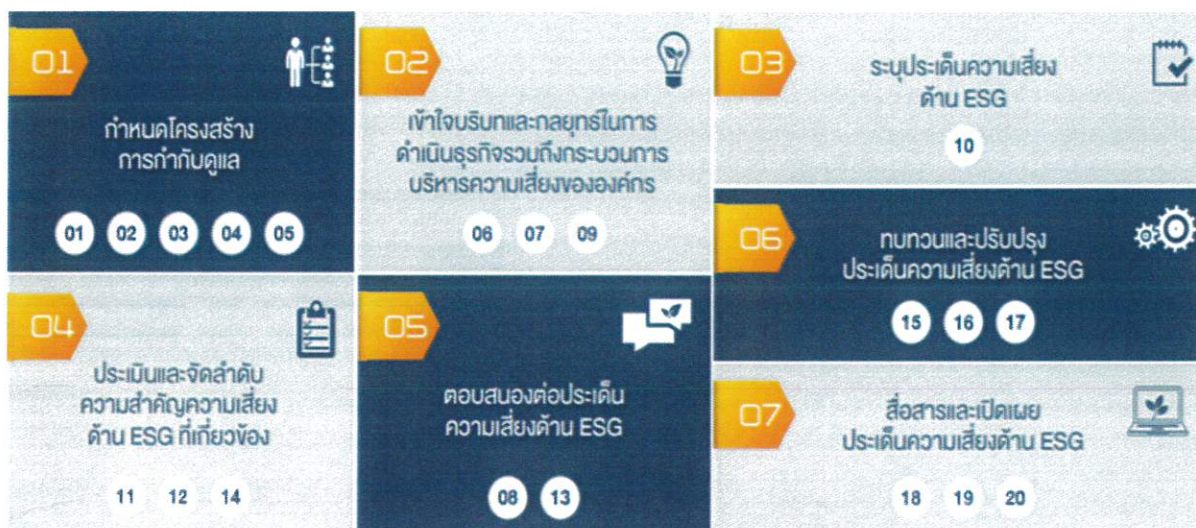 01
กำหนดโครงสร้าง
การกำกับดูแล
01 02 03 04 05
02
เข้าใจบริบทและกลยุทธ์ในการ
ดำเนินธุรกิจรวมถึงกระบวนการ
บริหารความเสี่ยงขององค์กร
06 07 09
03
ระบุประเด็นความเสี่ยง
ด้าน ESG
10
04
ประเมินและจัดลำดับ
ความสำคัญความเสี่ยง
ด้าน ESG ที่เกี่ยวข้อง
11 12 14
05
ตอบสนองต่อประเด็น
ความเสี่ยงด้าน ESG
08 13
06
ทบทวนและปรับปรุง
ประเด็นความเสี่ยงด้าน ESG
15 16 17
07
สื่อสารและเปิดเผย
ประเด็นความเสี่ยงด้าน ESG
18 19 20